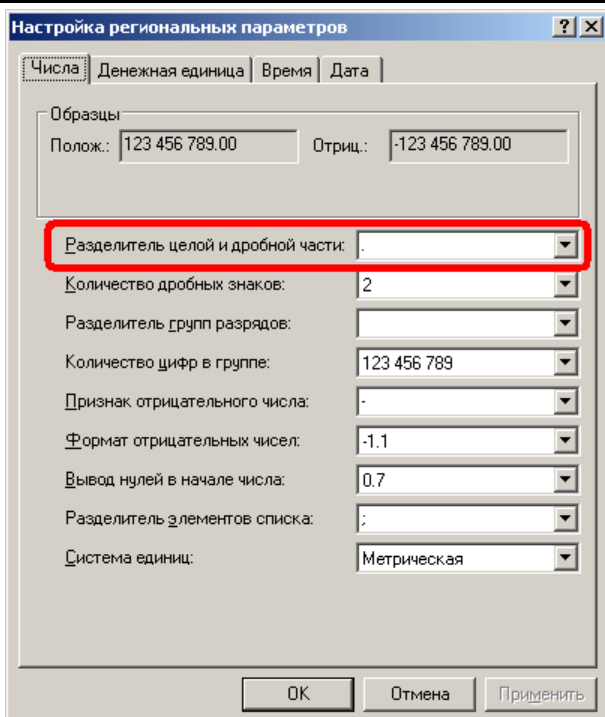 Настройка региональных параметров
Числа Денежная единица Время Дата
Образцы
Полож.: 123 456 789.00 Отриц.: -123 456 789.00
Разделитель целой и дробной части: .
Количество дробных знаков: 2
Разделитель групп разрядов:
Количество цифр в группе: 123 456 789
Признак отрицательного числа: -
Формат отрицательных чисел: -1.1
Вывод нулей в начале числа: 0.7
Разделитель элементов списка: ;
Система единиц: Метрическая
OK Отмена Применить